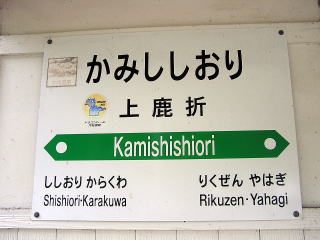 かみししおり
上鹿折
Kamishishiori
ししおり からくわ
Shishiori-Karakuwa
りくぜん やはぎ
Rikuzen-Yahagi